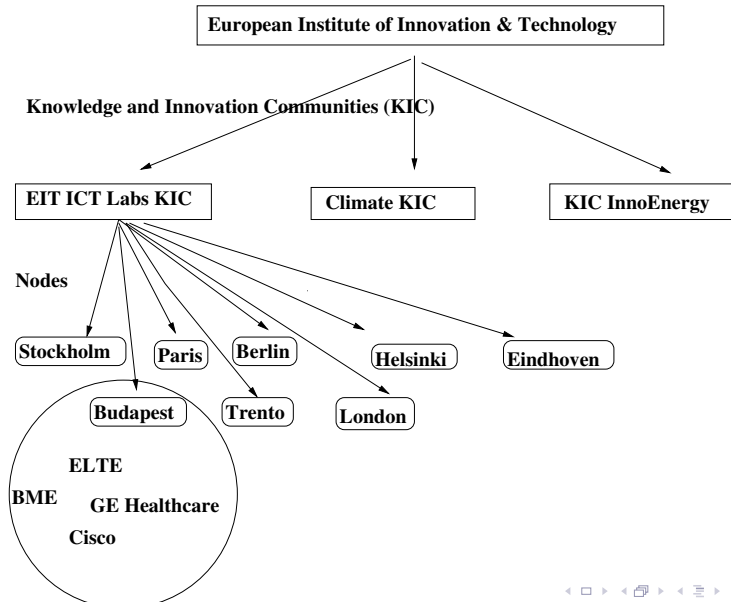 European Institute of Innovation & Technology
Knowledge and Innovation Communities (KIC)
EIT ICT Labs KIC
Climate KIC
KIC InnoEnergy
Nodes
Stockholm
Paris
Berlin
Helsinki
Eindhoven
Budapest
Trento
London
ELTE
BME
GE Healthcare
Cisco